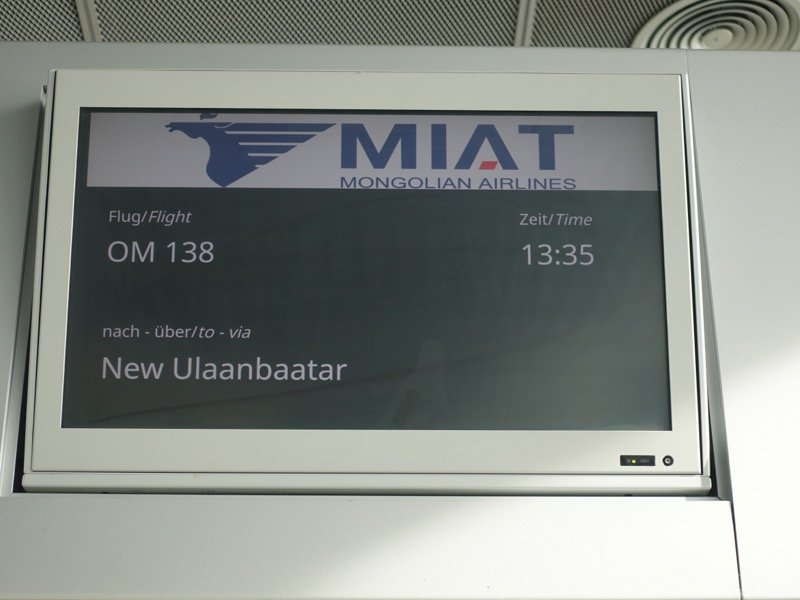 MIAT
MONGOLIAN AIRLINES
Flug/Flight
Zeit/Time
OM 138
13:35
nach - über/to - via
New Ulaanbaatar